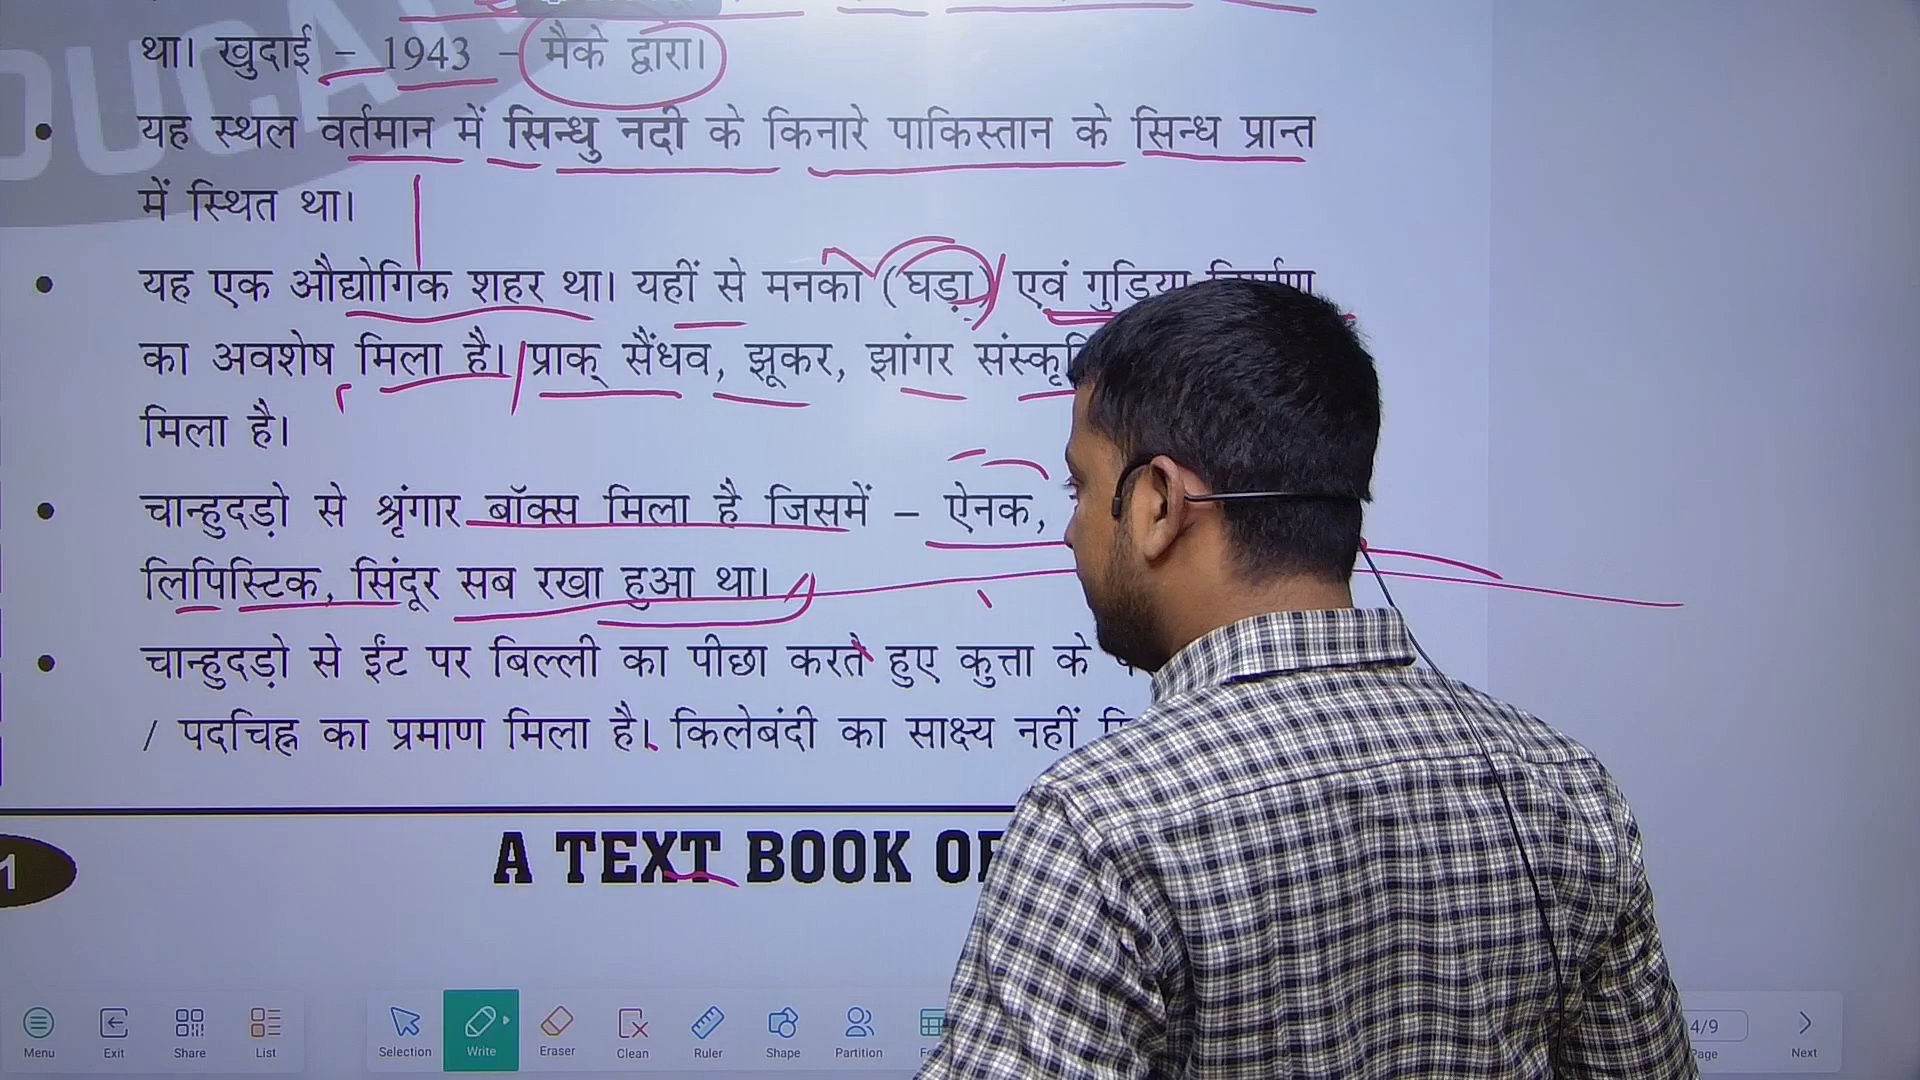 था। खुदाई - 1943 - मैके द्वारा।
• यह स्थल वर्तमान में सिन्धु नदी के किनारे पाकिस्तान के सिन्ध प्रान्त
में स्थित था।
• यह एक औद्योगिक शहर था। यहीं से मनका (घड़ा) एवं गुड़िया निर्माण
का अवशेष मिला है। प्राक् सैंधव, झूकर, झांगर
मिला है।
• चान्हुदड़ो से श्रृंगार बॉक्स मिला है जिसमें – ऐनक,
लिपिस्टिक, सिंदूर सब रखा हुआ था।
• चान्हुदड़ो से ईंट पर बिल्ली का पीछा करते हुए कुत्ता के
/ पदचिह्न का प्रमाण मिला है। किलेबंदी का साक्ष्य नहीं
1 A TEXT BOOK OF
Menu Exit Share List Selection Write Eraser Clean Ruler Shape Partition 4/9 Page Next